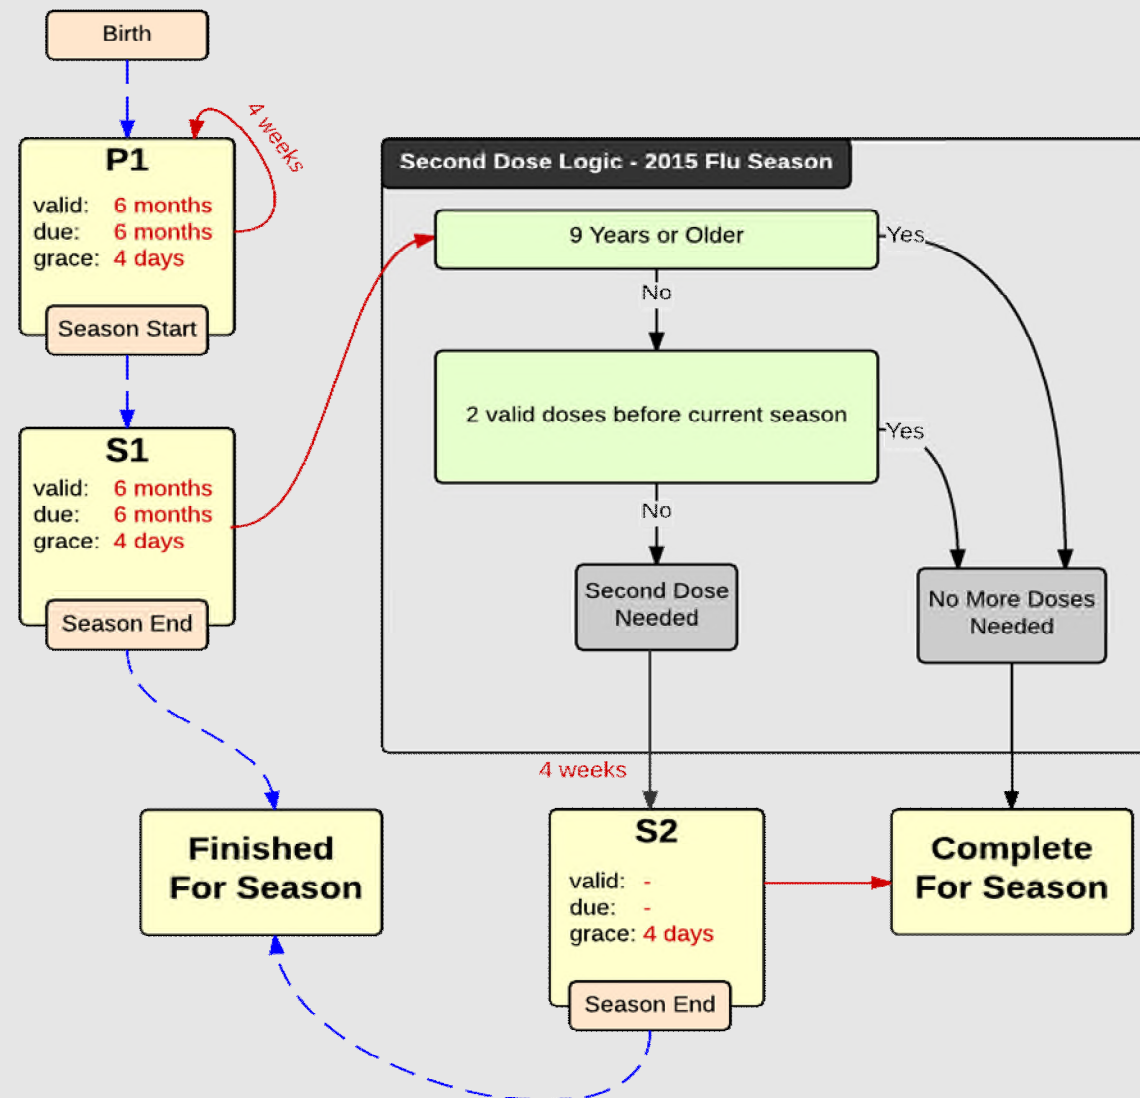 Birth
4 weeks
P1
valid: 6 months
due: 6 months
grace: 4 days
Season Start
S1
valid: 6 months
due: 6 months
grace: 4 days
Season End
Second Dose Logic - 2015 Flu Season
9 Years or Older
Yes
No
2 valid doses before current season
Yes
No
Second Dose
Needed
No More Doses
Needed
4 weeks
Finished
For Season
S2
valid: -
due: -
grace: 4 days
Season End
Complete
For Season